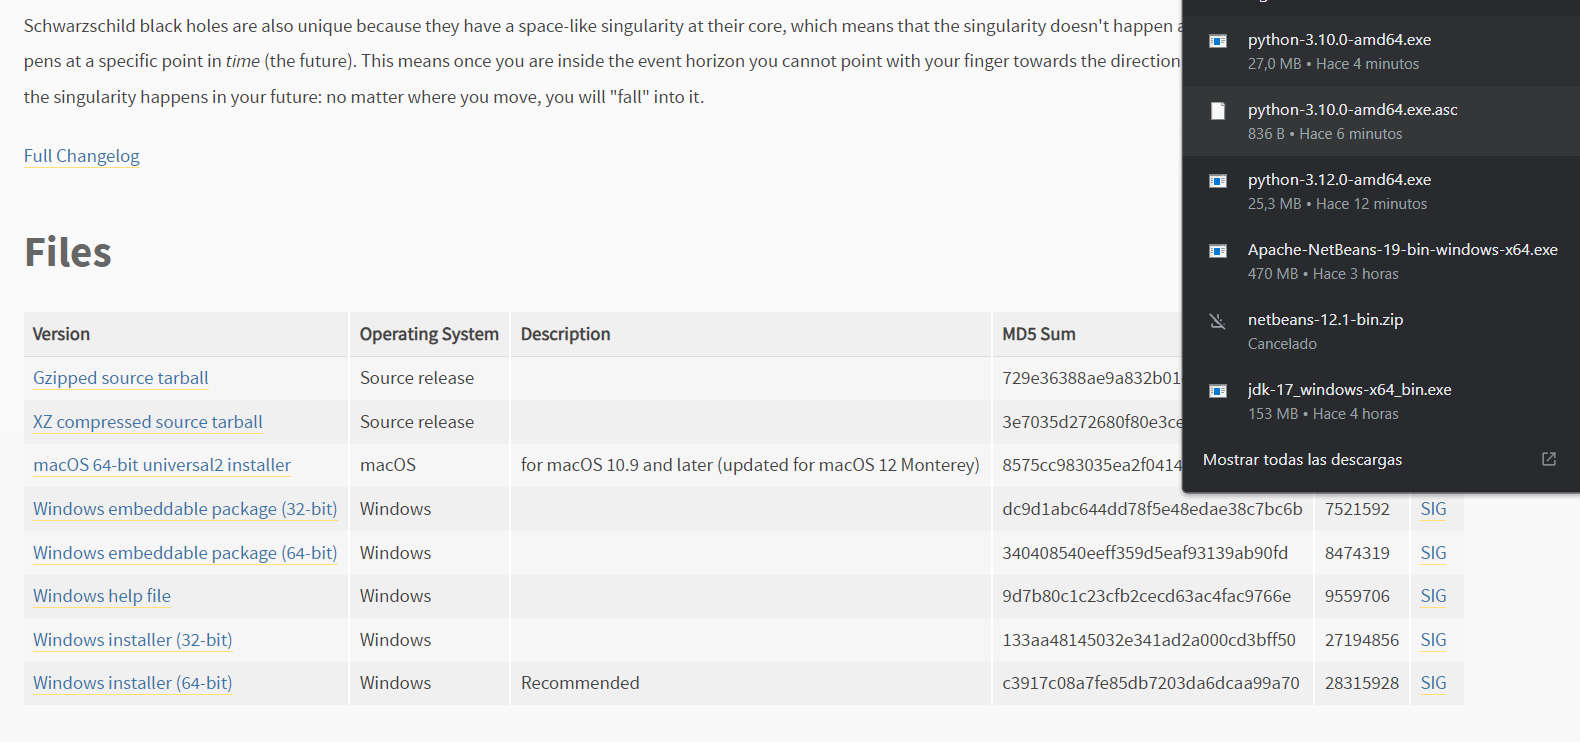 Schwarzschild black holes are also unique because they have a space-like singularity at their core, which means that the singularity doesn't happen
pens at a specific point in time (the future). This means once you are inside the event horizon you cannot point with your finger towards the direction
the singularity happens in your future: no matter where you move, you will "fall" into it.
Full Changelog
Files
Version Operating System Description MD5 Sum
Gzipped source tarball Source release 729e36388ae9a832b01
XZ compressed source tarball Source release 3e7035d272680f80e3ce
macOS 64-bit universal2 installer macOS for macOS 10.9 and later (updated for macOS 12 Monterey) 8575cc983035ea2f0414
Windows embeddable package (32-bit) Windows dc9d1abc644dd78f5e48edae38c7bc6b 7521592 SIG
Windows embeddable package (64-bit) Windows 340408540eeff359d5eaf93139ab90fd 8474319 SIG
Windows help file Windows 9d7b80c1c23cfb2cecd63ac4fac9766e 9559706 SIG
Windows installer (32-bit) Windows 133aa48145032e341ad2a000cd3bff50 27194856 SIG
Windows installer (64-bit) Windows Recommended c3917c08a7fe85db7203da6dcaa99a70 28315928 SIG
python-3.10.0-amd64.exe
27,0 MB • Hace 4 minutos
python-3.10.0-amd64.exe.asc
836 B • Hace 6 minutos
python-3.12.0-amd64.exe
25,3 MB • Hace 12 minutos
Apache-NetBeans-19-bin-windows-x64.exe
470 MB • Hace 3 horas
netbeans-12.1-bin.zip
Cancelado
jdk-17_windows-x64_bin.exe
153 MB • Hace 4 horas
Mostrar todas las descargas